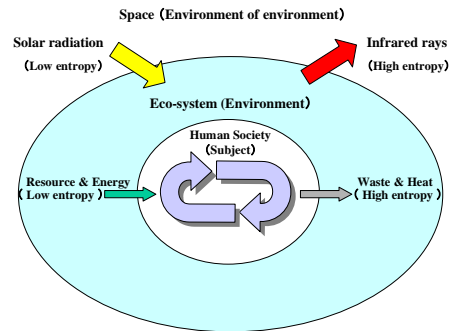 Space (Environment of environment)
Solar radiation
(Low entropy)
Infrared rays
(High entropy)
Eco-system (Environment)
Human Society
(Subject)
Resource & Energy
( Low entropy )
Waste & Heat
( High entropy )